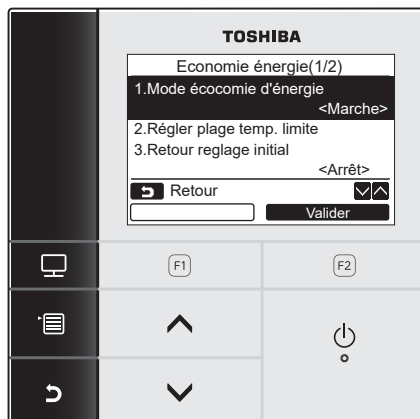 TOSHIBA
Economie énergie(1/2)
1.Mode écocomie d'énergie
<Marche>
2.Régler plage temp. limite
3.Retour reglage initial
<Arrêt>
Retour
Valider
F1
F2